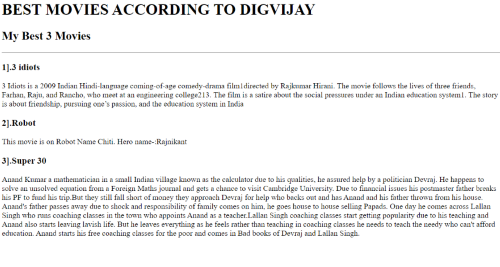 BEST MOVIES ACCORDING TO DIGVIJAY
My Best 3 Movies
1].3 idiots
3 Idiots is a 2009 Indian Hindi-language coming-of-age comedy-drama film1directed by Rajkumar Hirani. The movie follows the lives of three friends,
Farhan, Raju, and Rancho, who meet at an engineering college213. The film is a satire about the social pressures under an Indian education system1. The story
is about friendship, pursuing one's passion, and the education system in India
2].Robot
This movie is on Robot Name Chiti. Hero name-:Rajnikant
3].Super 30
Anand Kumar a mathematician in a small Indian village known as the calculator due to his qualities, he assured help by a politician Devraj. He happens to
solve an unsolved equation from a Foreign Maths journal and gets a chance to visit Cambridge University. Due to financial issues his postmaster father breaks
his PF to fund his trip.But they still fall short of money they approach Devraj for help who backs out and has Anand and his father thrown from his house.
Anand's father passes away due to shock and responsibility of family comes on him, he goes house to house selling Papads. One day he comes across Lallan
Singh who runs coaching classes in the town who appoints Anand as a teacher.Lallan Singh coaching classes start getting popularity due to his teaching and
Anand also starts leaving lavish life. But he leaves everything as he feels rather than teaching in coaching classes he needs to teach the needy who can't afford
education. Anand starts his free coaching classes for the poor and comes in Bad books of Devraj and Lallan Singh.